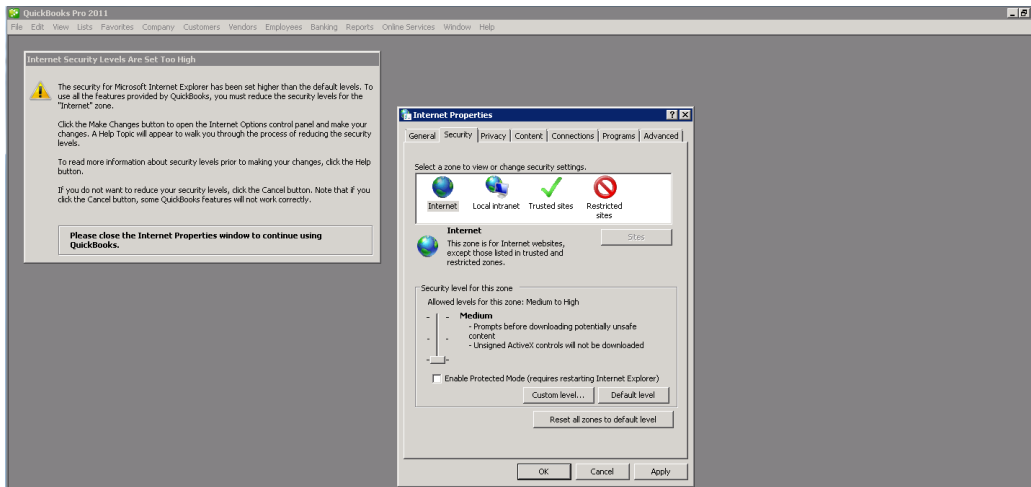 QuickBooks Pro 2011
File Edit View Lists Favorites Company Customers Vendors Employees Banking Reports Online Services Window Help
Internet Security Levels Are Set Too High
The security for Microsoft Internet Explorer has been set higher than the default levels. To
use all the features provided by QuickBooks, you must reduce the security levels for the
"Internet" zone.
Click the Make Changes button to open the Internet Options control panel and make your
changes. A Help Topic will appear to walk you through the process of reducing the security
levels.
To read more information about security levels prior to making your changes, click the Help
button.
If you do not want to reduce your security levels, click the Cancel button. Note that if you
click the Cancel button, some QuickBooks features will not work correctly.
Please close the Internet Properties window to continue using
QuickBooks.
Internet Properties
General Security Privacy Content Connections Programs Advanced
Select a zone to view or change security settings.
Internet Local intranet Trusted sites Restricted
sites
Internet
Sites
This zone is for Internet websites,
except those listed in trusted and
restricted zones.
Security level for this zone
Allowed levels for this zone: Medium to High
Medium
- Prompts before downloading potentially unsafe
content
- Unsigned ActiveX controls will not be downloaded
Enable Protected Mode (requires restarting Internet Explorer)
Custom level... Default level
Reset all zones to default level
OK Cancel Apply